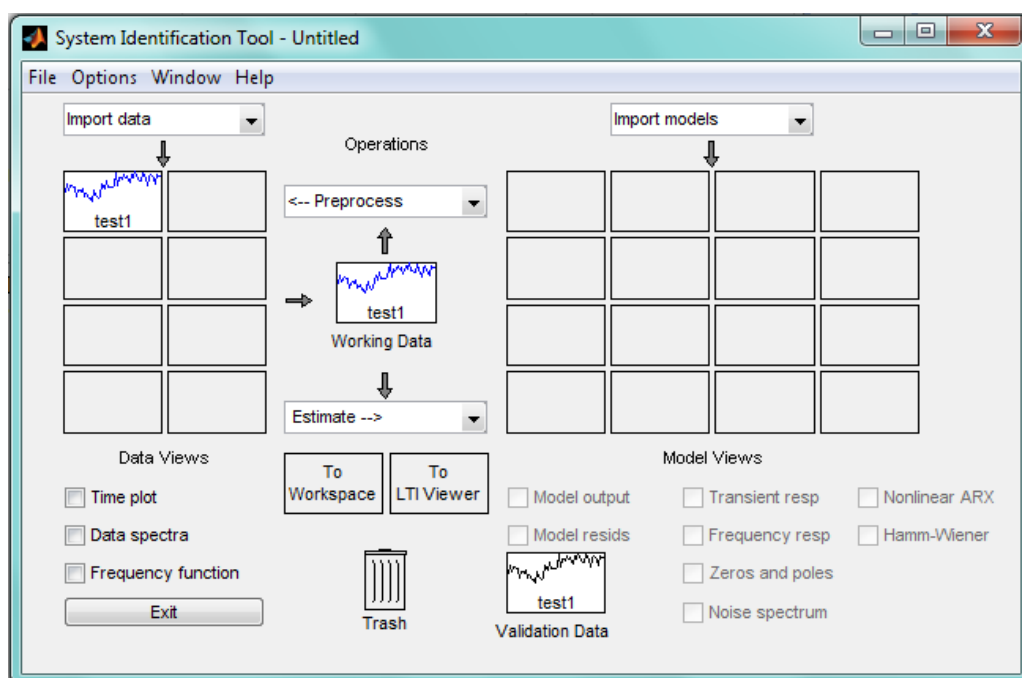 System Identification Tool - Untitled
File Options Window Help
Import data
Import models
Operations
test1
<-- Preprocess
test1
Working Data
Estimate -->
Data Views
Model Views
To
Workspace
To
LTI Viewer
Time plot
Data spectra
Frequency function
Exit
Trash
Model output
Transient resp
Nonlinear ARX
Model resids
Frequency resp
Hamm-Wiener
test1
Validation Data
Zeros and poles
Noise spectrum